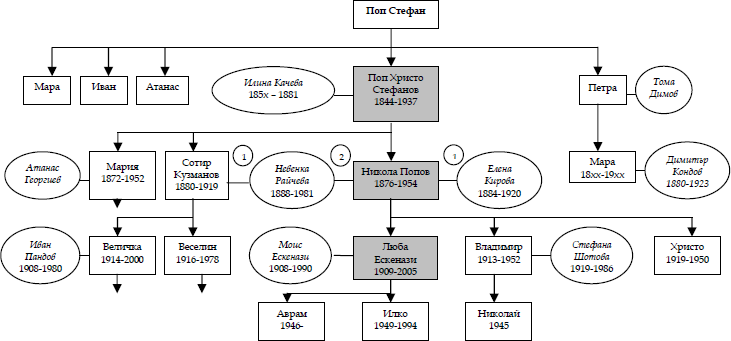 Поп Стефан
Мара
Иван
Атанас
Илина Качева
185х – 1881
Поп Христо
Стефанов
1844-1937
Петра
Тома
Димов
Атанас
Георгиев
Мария
1872-1952
Сотир
Кузманов
1880-1919
1
Невенка
Райчева
1888-1981
2
Никола Попов
1876-1954
1
Елена
Кирова
1884-1920
Мара
18хх-19хх
Димитър
Кондов
1880-1923
Иван
Пандов
1908-1980
Величка
1914-2000
Веселин
1916-1978
Моис
Ескенази
1908-1990
Люба
Ескенази
1909-2005
Владимир
1913-1952
Стефана
Шотова
1919-1986
Христо
1919-1950
Аврам
1946-
Илко
1949-1994
Николай
1945